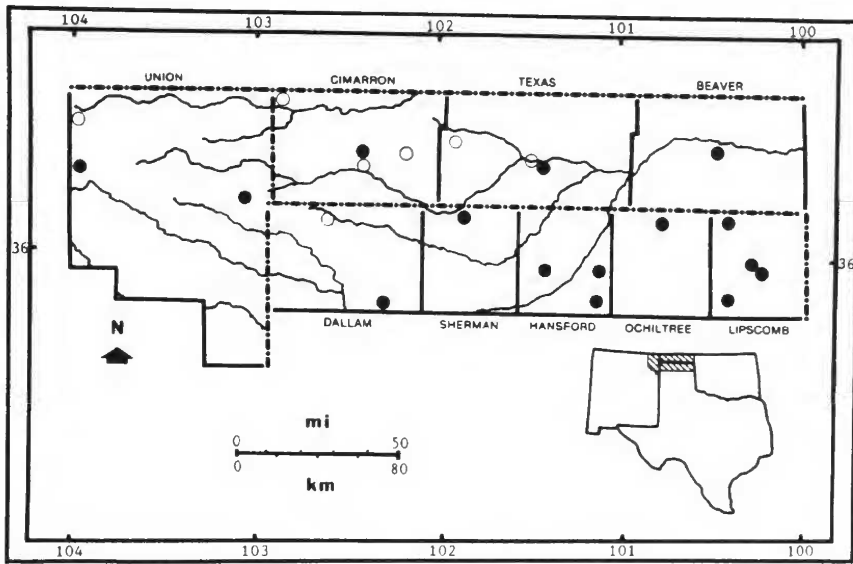 104 103 102 101 100
UNION CIMARRON TEXAS BEAVER
36 36
DALLAM SHERMAN HANSFORD OCHILTREE LIPSCOMB
N
mi
0 50
0 80
km
104 103 102 101 100